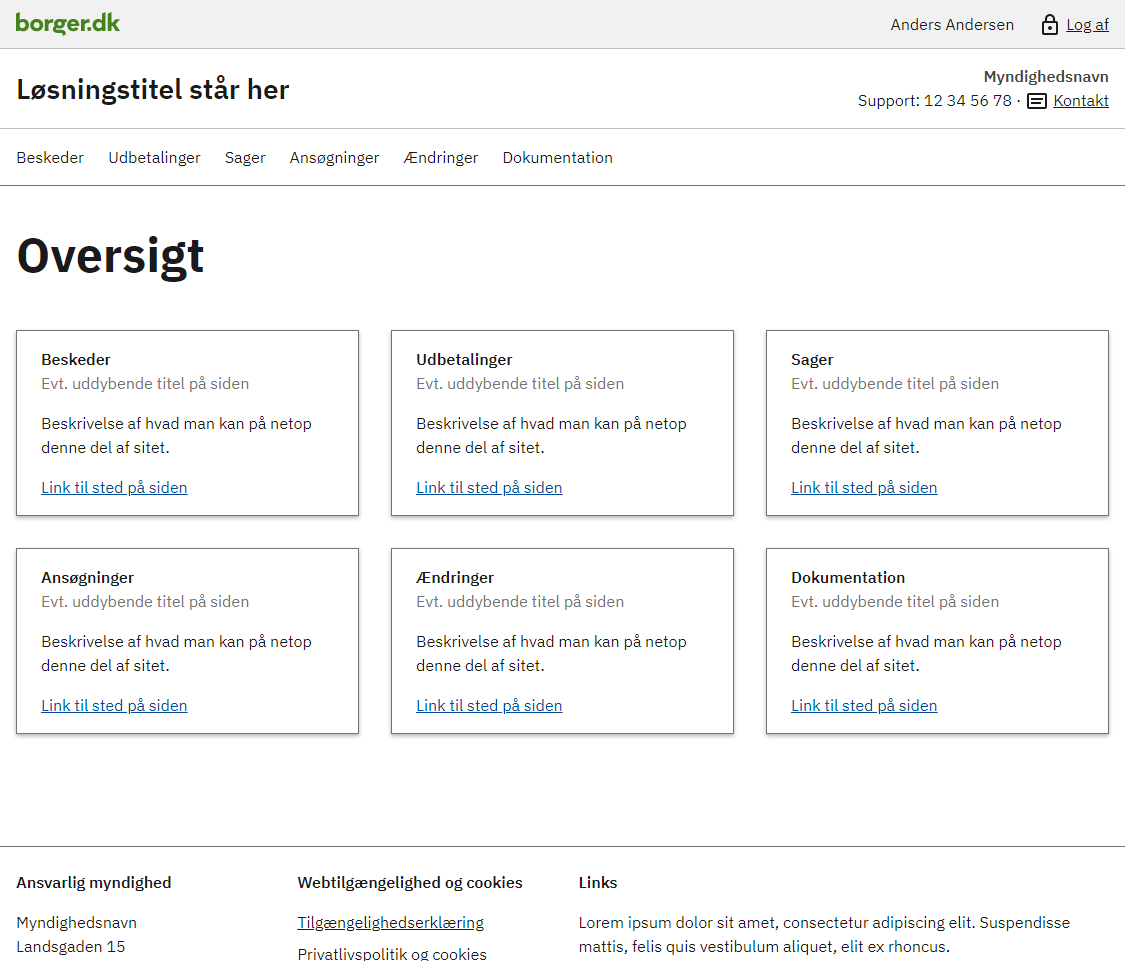 borger.dk
Anders Andersen
Log af
Løsningstitel står her
Myndighedsnavn
Support: 12 34 56 78 · Kontakt
Beskeder Udbetalinger Sager Ansøgninger Ændringer Dokumentation
Oversigt
Beskeder
Evt. uddybende titel på siden
Beskrivelse af hvad man kan på netop
denne del af sitet.
Link til sted på siden
Udbetalinger
Evt. uddybende titel på siden
Beskrivelse af hvad man kan på netop
denne del af sitet.
Link til sted på siden
Sager
Evt. uddybende titel på siden
Beskrivelse af hvad man kan på netop
denne del af sitet.
Link til sted på siden
Ansøgninger
Evt. uddybende titel på siden
Beskrivelse af hvad man kan på netop
denne del af sitet.
Link til sted på siden
Ændringer
Evt. uddybende titel på siden
Beskrivelse af hvad man kan på netop
denne del af sitet.
Link til sted på siden
Dokumentation
Evt. uddybende titel på siden
Beskrivelse af hvad man kan på netop
denne del af sitet.
Link til sted på siden
Ansvarlig myndighed
Myndighedsnavn
Landsgaden 15
Webtilgængelighed og cookies
Tilgængelighedserklæring
Privatlivspolitik og cookies
Links
Lorem ipsum dolor sit amet, consectetur adipiscing elit. Suspendisse
mattis, felis quis vestibulum aliquet, elit ex rhoncus.